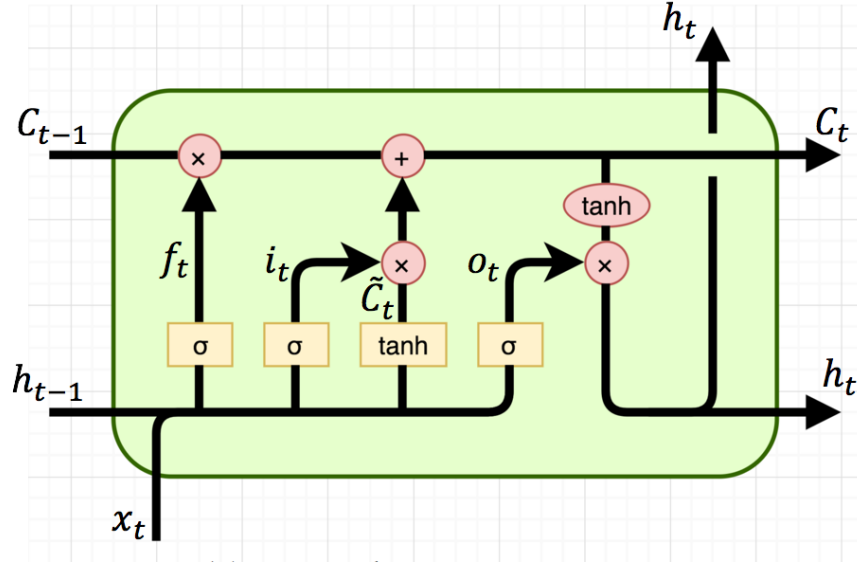 h_t
C_{t-1}
C_t
×
+
tanh
f_t
i_t
×
o_t
×
C̃_t
σ
σ
tanh
σ
h_{t-1}
h_t
x_t